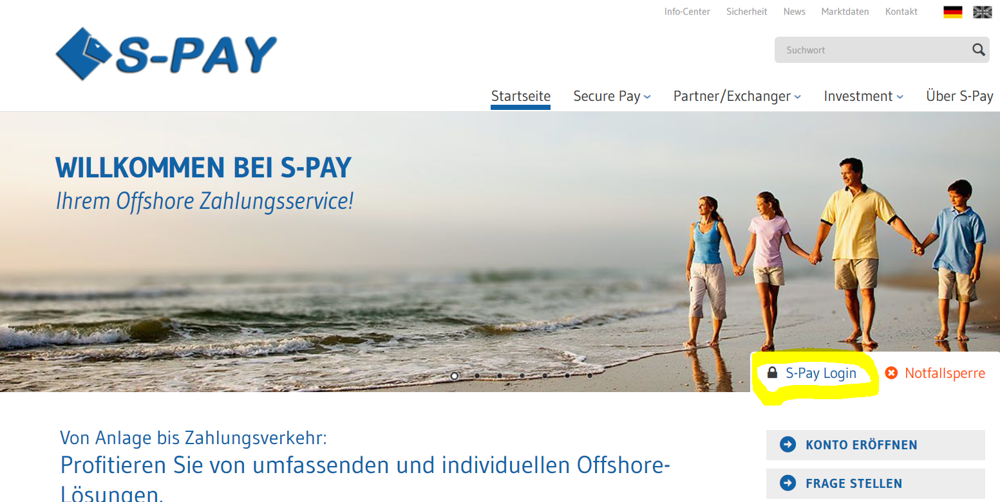 Info-Center Sicherheit News Marktdaten Kontakt
S-PAY
Suchwort
Startseite Secure Pay Partner/Exchanger Investment Über S-Pay
WILLKOMMEN BEI S-PAY
Ihrem Offshore Zahlungsservice!
S-Pay Login Notfallsperre
Von Anlage bis Zahlungsverkehr:
Profitieren Sie von umfassenden und individuellen Offshore-
Lösungen.
KONTO ERÖFFNEN
FRAGE STELLEN